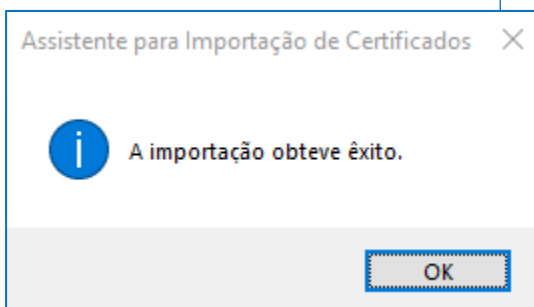 Assistente para Importação de Certificados
A importação obteve êxito.
OK